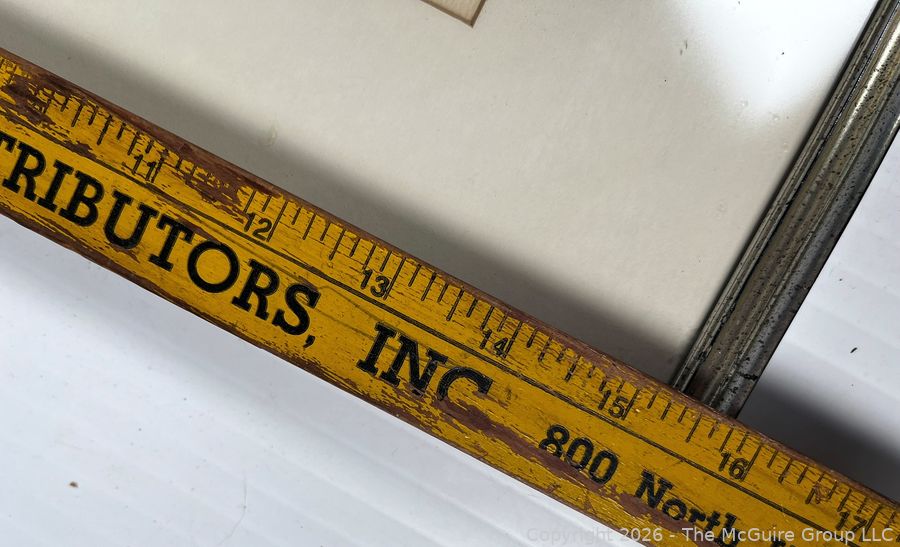 11 12 13 14 15 16 17
TRIBUTORS, INC
800 North
Copyright 2026 - The McGuire Group LLC